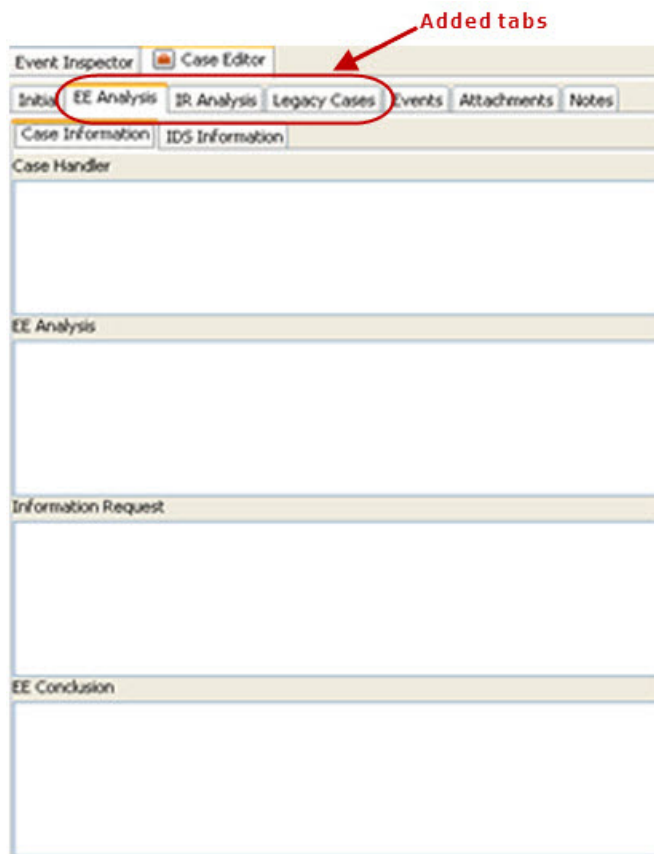 Added tabs
Event Inspector Case Editor
Initia EE Analysis IR Analysis Legacy Cases Events Attachments Notes
Case Information IDS Information
Case Handler
EE Analysis
Information Request
EE Conclusion